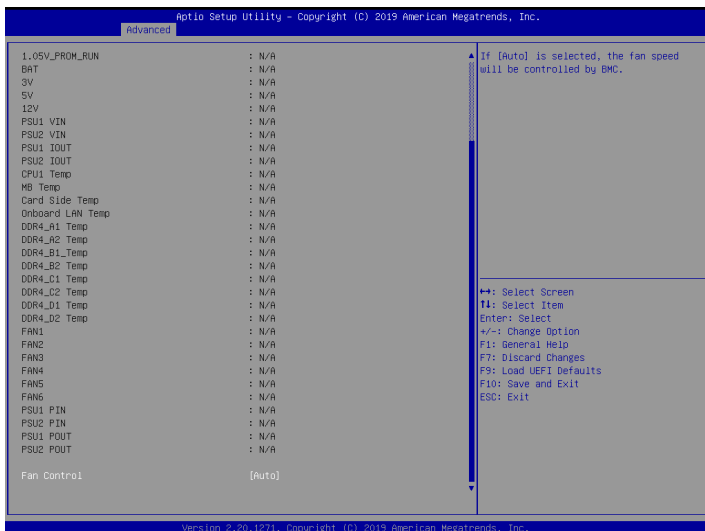 Aptio Setup Utility – Copyright (C) 2019 American Megatrends, Inc.
Advanced
1.05V_PROM_RUN : N/A
BAT : N/A
3V : N/A
5V : N/A
12V : N/A
PSU1 VIN : N/A
PSU2 VIN : N/A
PSU1 IOUT : N/A
PSU2 IOUT : N/A
CPU1 Temp : N/A
MB Temp : N/A
Card Side Temp : N/A
Onboard LAN Temp : N/A
DDR4_A1 Temp : N/A
DDR4_A2 Temp : N/A
DDR4_B1_Temp : N/A
DDR4_B2 Temp : N/A
DDR4_C1 Temp : N/A
DDR4_C2 Temp : N/A
DDR4_D1 Temp : N/A
DDR4_D2 Temp : N/A
FAN1 : N/A
FAN2 : N/A
FAN3 : N/A
FAN4 : N/A
FAN5 : N/A
FAN6 : N/A
PSU1 PIN : N/A
PSU2 PIN : N/A
PSU1 POUT : N/A
PSU2 POUT : N/A
Fan Control [Auto]
If [Auto] is selected, the fan speed
will be controlled by BMC.
↔: Select Screen
↑↓: Select Item
Enter: Select
+/-: Change Option
F1: General Help
F7: Discard Changes
F9: Load UEFI Defaults
F10: Save and Exit
ESC: Exit
Version 2.20.1271. Copyright (C) 2019 American Megatrends, Inc.